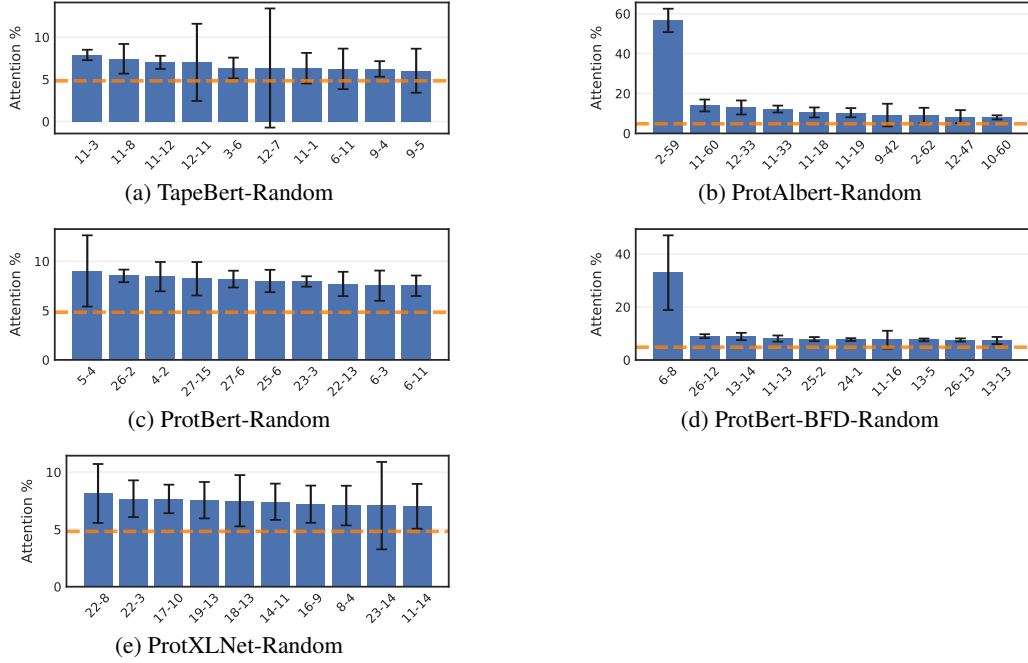 Attention %
10
5
0
11-3 11-8 11-12 12-11 3-6 12-7 11-1 6-11 9-4 9-5
(a) TapeBert-Random
Attention %
60
40
20
0
2-59 11-60 12-33 11-33 11-18 11-19 9-42 2-62 12-47 10-60
(b) ProtAlbert-Random
Attention %
10
5
0
5-4 26-2 4-2 27-15 27-6 25-6 23-3 22-13 6-3 6-11
(c) ProtBert-Random
Attention %
40
20
0
6-8 26-12 13-14 11-13 25-2 24-1 11-16 13-5 26-13 13-13
(d) ProtBert-BFD-Random
Attention %
10
5
0
22-8 22-3 17-10 19-13 18-13 14-11 16-9 8-4 23-14 11-14
(e) ProtXLNet-Random